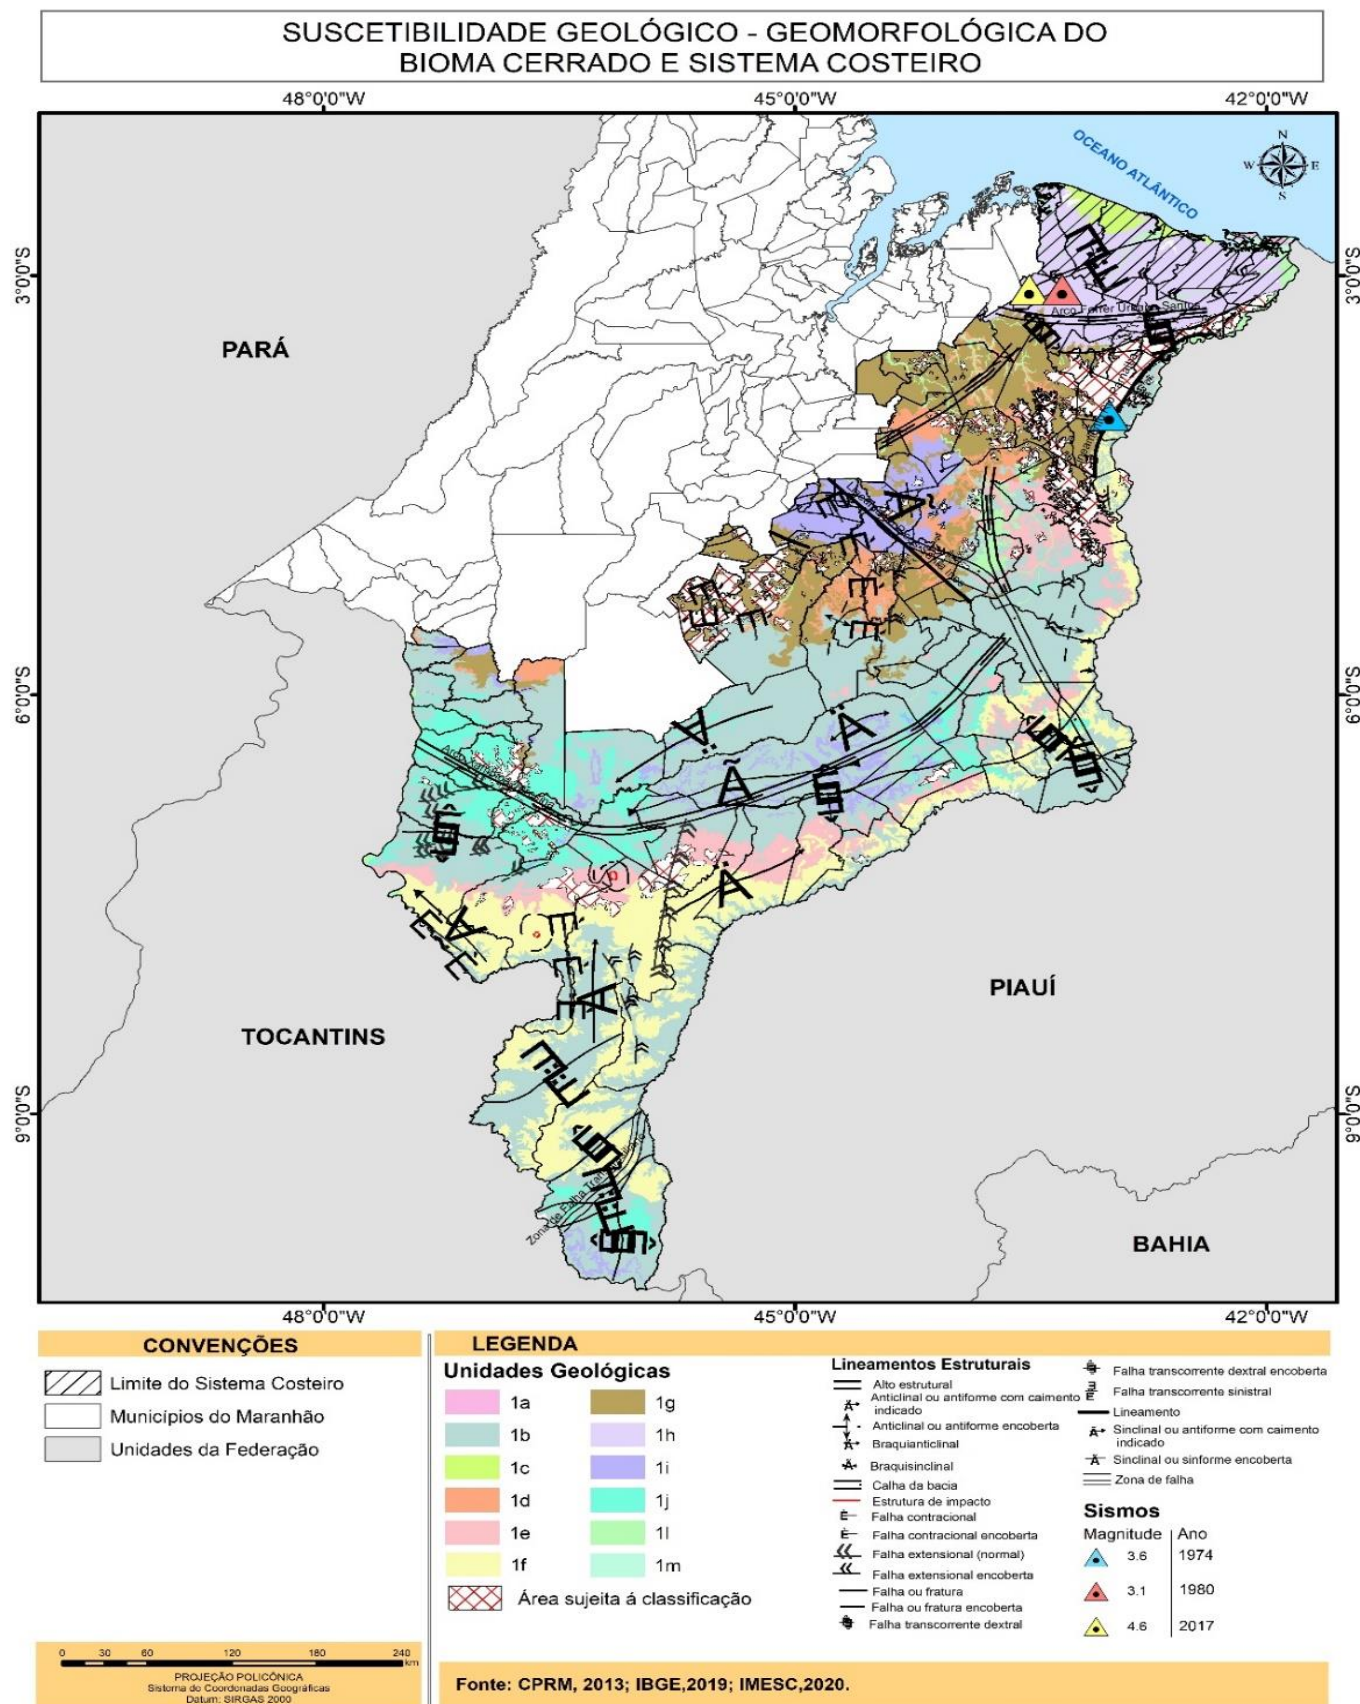 SUSCETIBILIDADE GEOLÓGICO - GEOMORFOLÓGICA DO
BIOMA CERRADO E SISTEMA COSTEIRO
48°0'0"W
45°0'0"W
42°0'0"W
OCEANO ATLÂNTICO
N
W
E
S
3°0'0"S
3°0'0"S
PARÁ
6°0'0"S
6°0'0"S
PIAUÍ
TOCANTINS
9°0'0"S
9°0'0"S
BAHIA
48°0'0"W
45°0'0"W
42°0'0"W
CONVENÇÕES
Limite do Sistema Costeiro
Municípios do Maranhão
Unidades da Federação
0 30 60 120 180 240
km
PROJEÇÃO POLICÔNICA
Sistema de Coordenadas Geográficas
Datum: SIRGAS 2000
LEGENDA
Unidades Geológicas
1a
1b
1c
1d
1e
1f
1g
1h
1i
1j
1l
1m
Área sujeita á classificação
Lineamentos Estruturais
Alto estrutural
Anticlinal ou antiforme com caimento
indicado
Anticlinal ou antiforme encoberta
Braquianticlinal
Braquisinclinal
Calha da bacia
Estrutura de impacto
Falha contracional
Falha contracional encoberta
Falha extensional (normal)
Falha extensional encoberta
Falha ou fratura
Falha ou fratura encoberta
Falha transcorrente dextral
Falha transcorrente dextral encoberta
Falha transcorrente sinistral
Lineamento
Sinclinal ou antiforme com caimento
indicado
Sinclinal ou sinforme encoberta
Zona de falha
Sismos
Magnitude Ano
3.6 1974
3.1 1980
4.6 2017
Fonte: CPRM, 2013; IBGE,2019; IMESC,2020.